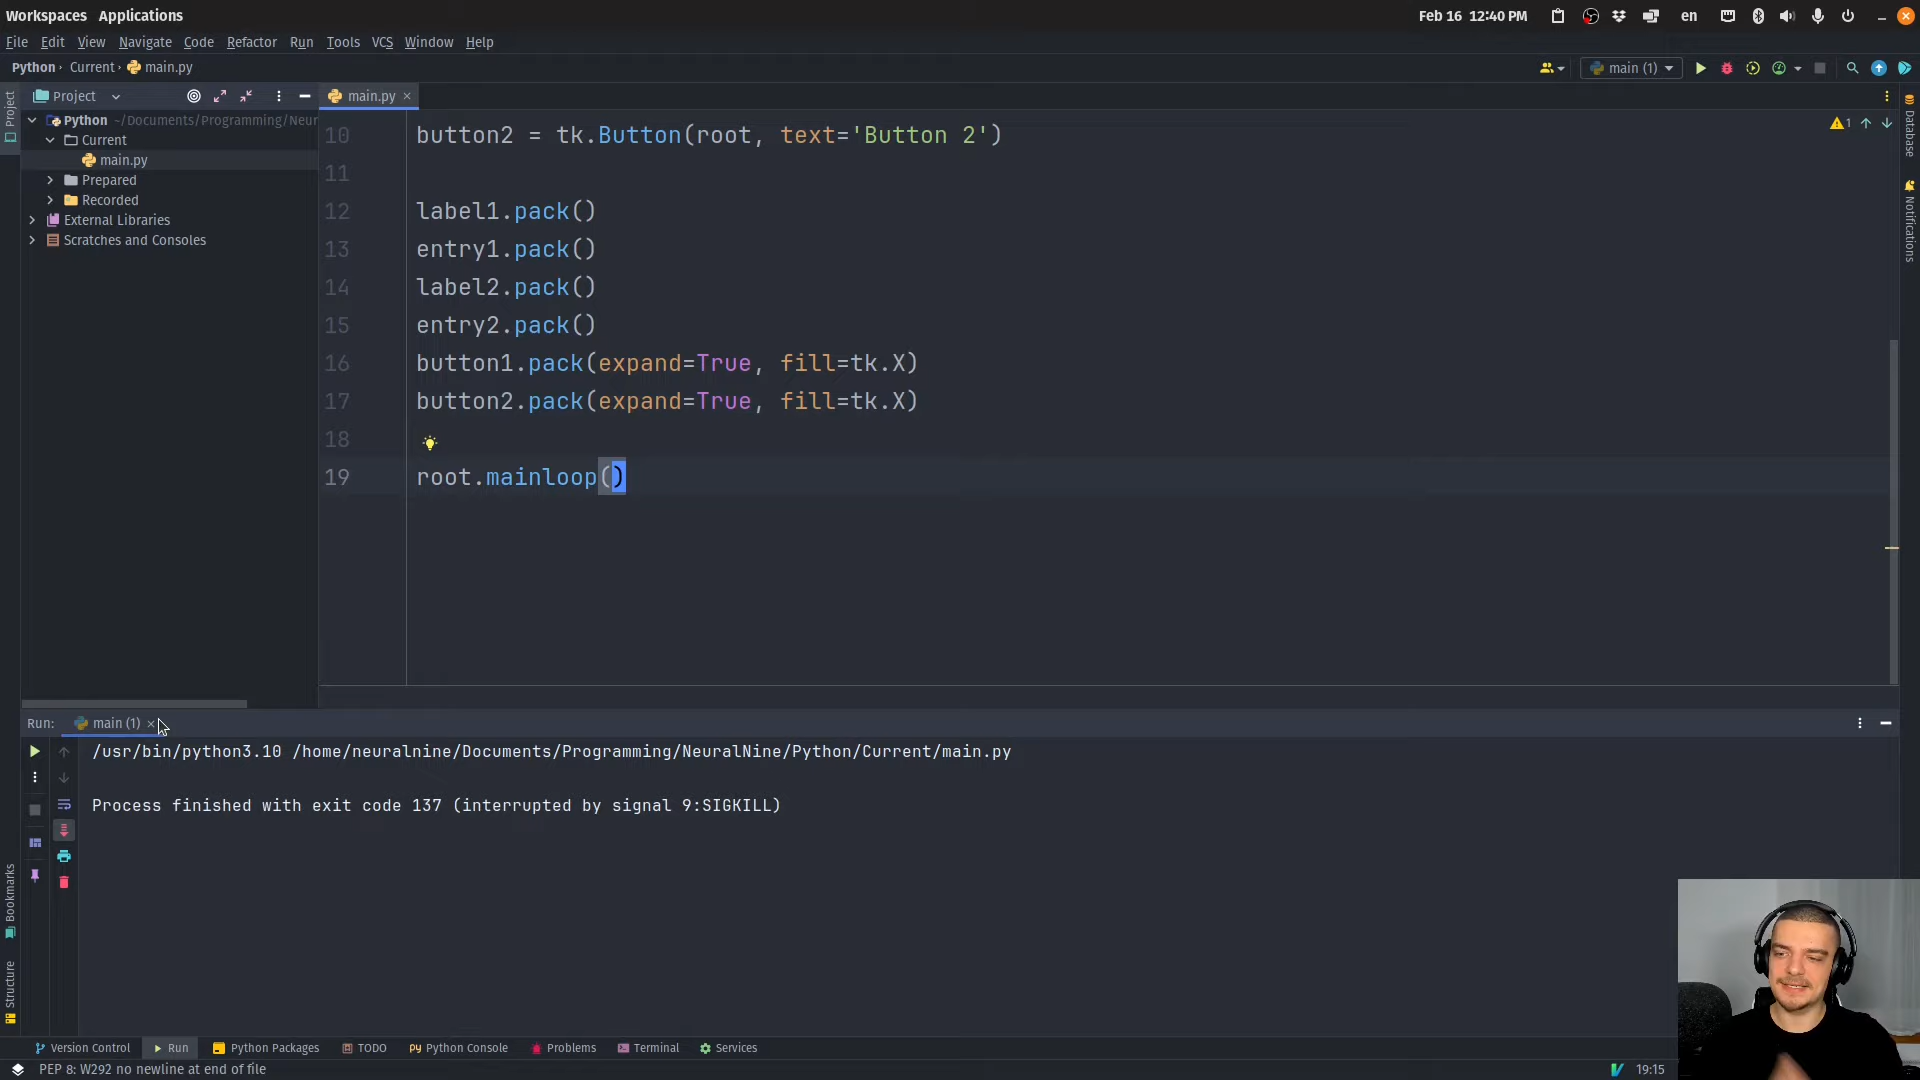 Workspaces Applications
Feb 16 12:40 PM
en
File Edit View Navigate Code Refactor Run Tools VCS Window Help
Python Current main.py
main (1)
Project
Project
main.py
Python ~/Documents/Programming/Neur
Current
main.py
Prepared
Recorded
External Libraries
Scratches and Consoles
10 button2 = tk.Button(root, text='Button 2')
11
12 label1.pack()
13 entry1.pack()
14 label2.pack()
15 entry2.pack()
16 button1.pack(expand=True, fill=tk.X)
17 button2.pack(expand=True, fill=tk.X)
18
19 root.mainloop()
1
Database
Notifications
Run: main (1)
/usr/bin/python3.10 /home/neuralnine/Documents/Programming/NeuralNine/Python/Current/main.py
Process finished with exit code 137 (interrupted by signal 9:SIGKILL)
Bookmarks
Structure
Version Control Run Python Packages TODO Python Console Problems Terminal Services
PEP 8: W292 no newline at end of file
19:15